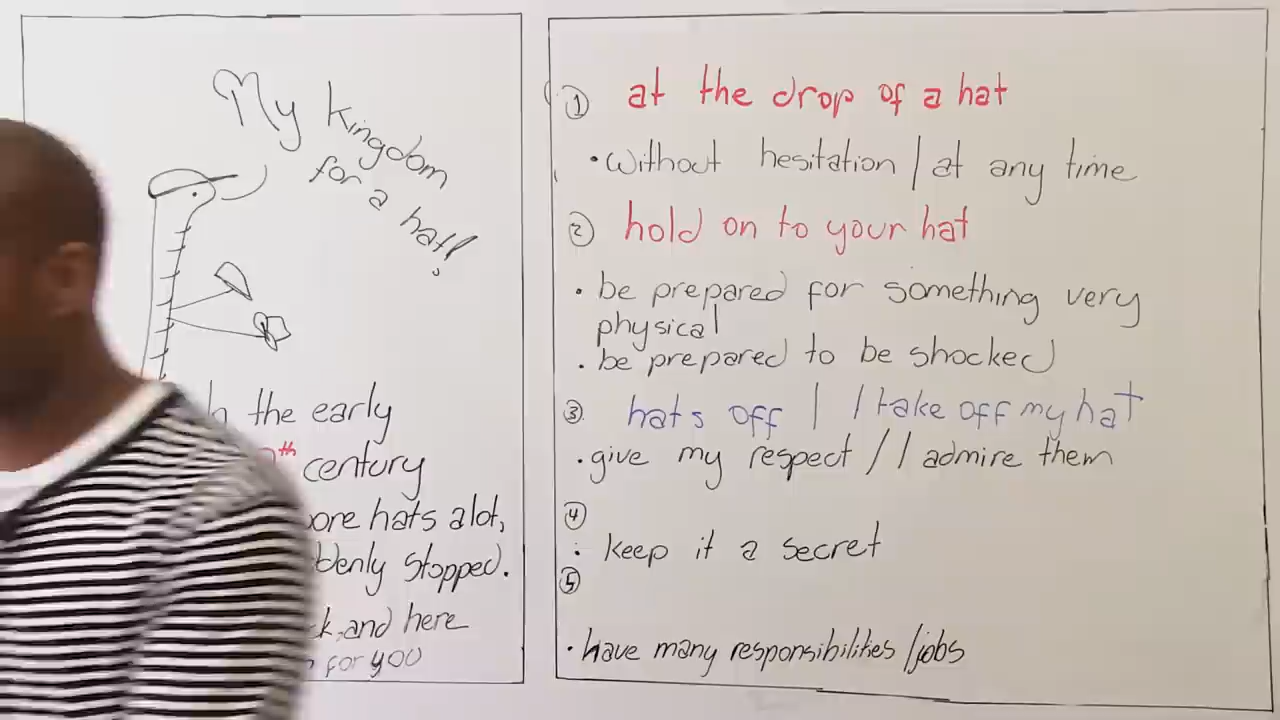 My kingdom
for a hat!
In the early
th century
hats alot,
stopped.
and here
for you
① at the drop of a hat
• without hesitation / at any time
② hold on to your hat
• be prepared for something very
physical
• be prepared to be shocked
③ hats off / I take off my hat
• give my respect / I admire them
④
• keep it a secret
⑤
• have many responsibilities / jobs